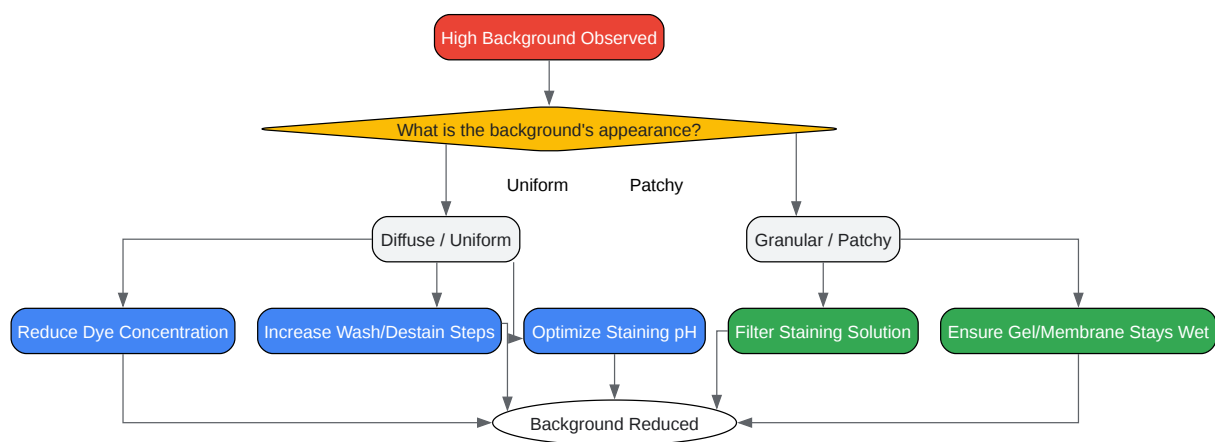 High Background Observed
What is the background's appearance?
Uniform
Patchy
Diffuse / Uniform
Granular / Patchy
Reduce Dye Concentration
Increase Wash/Destain Steps
Optimize Staining pH
Filter Staining Solution
Ensure Gel/Membrane Stays Wet
Background Reduced